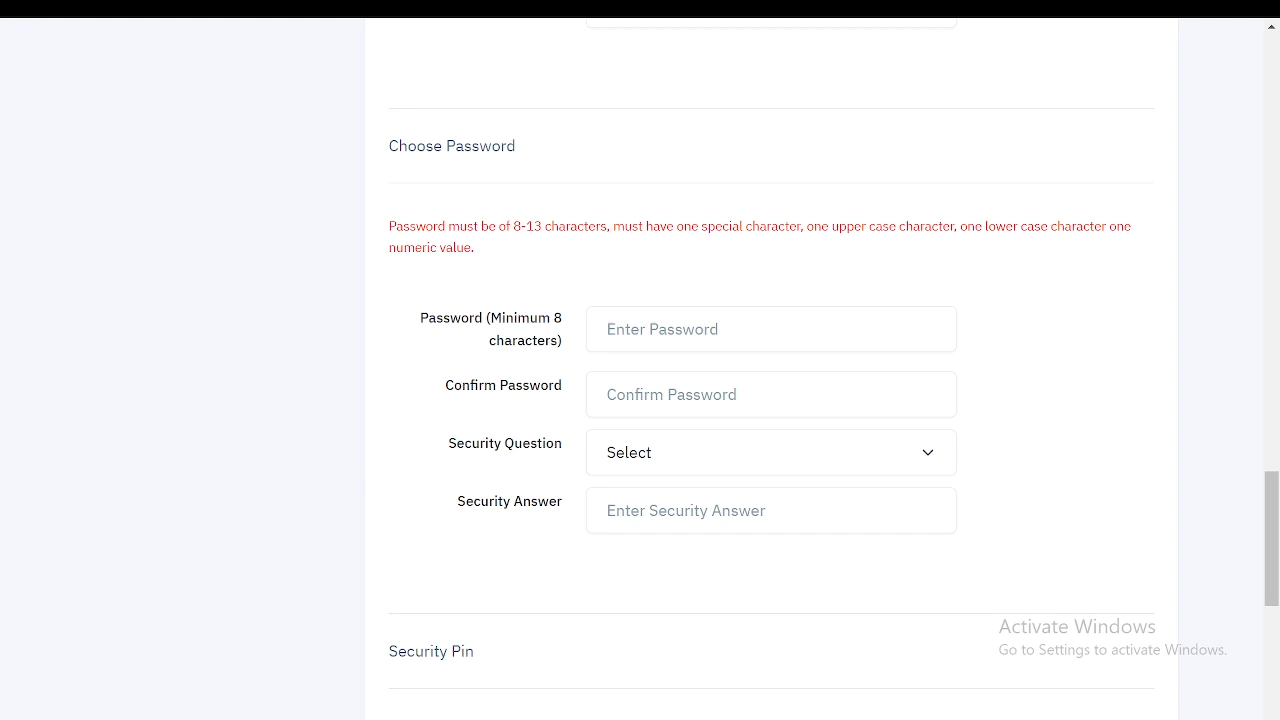 Choose Password
Password must be of 8-13 characters, must have one special character, one upper case character, one lower case character one
numeric value.
Password (Minimum 8
characters)
Enter Password
Confirm Password
Confirm Password
Security Question
Select
Security Answer
Enter Security Answer
Activate Windows
Go to Settings to activate Windows.
Security Pin